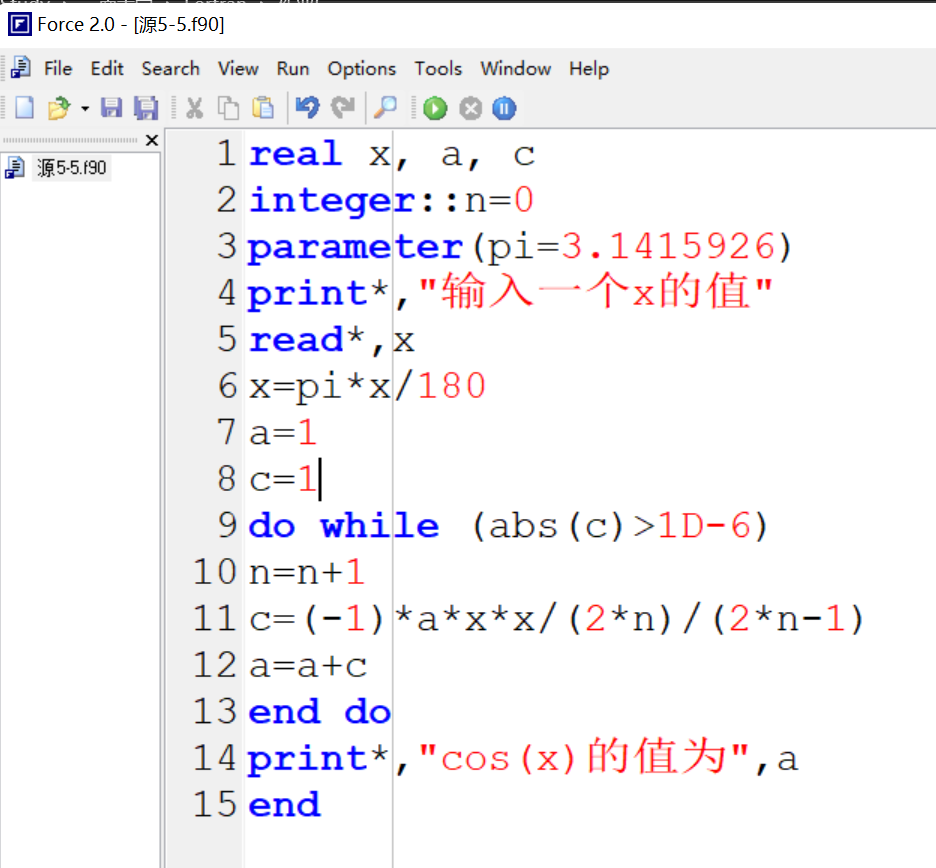 Force 2.0 - [源5-5.f90]
File Edit Search View Run Options Tools Window Help
源5-5.f90
1 real x, a, c
2 integer::n=0
3 parameter(pi=3.1415926)
4 print*,"输入一个x的值"
5 read*,x
6 x=pi*x/180
7 a=1
8 c=1
9 do while (abs(c)>1D-6)
10 n=n+1
11 c=(-1)*a*x*x/(2*n)/(2*n-1)
12 a=a+c
13 end do
14 print*,"cos(x)的值为",a
15 end